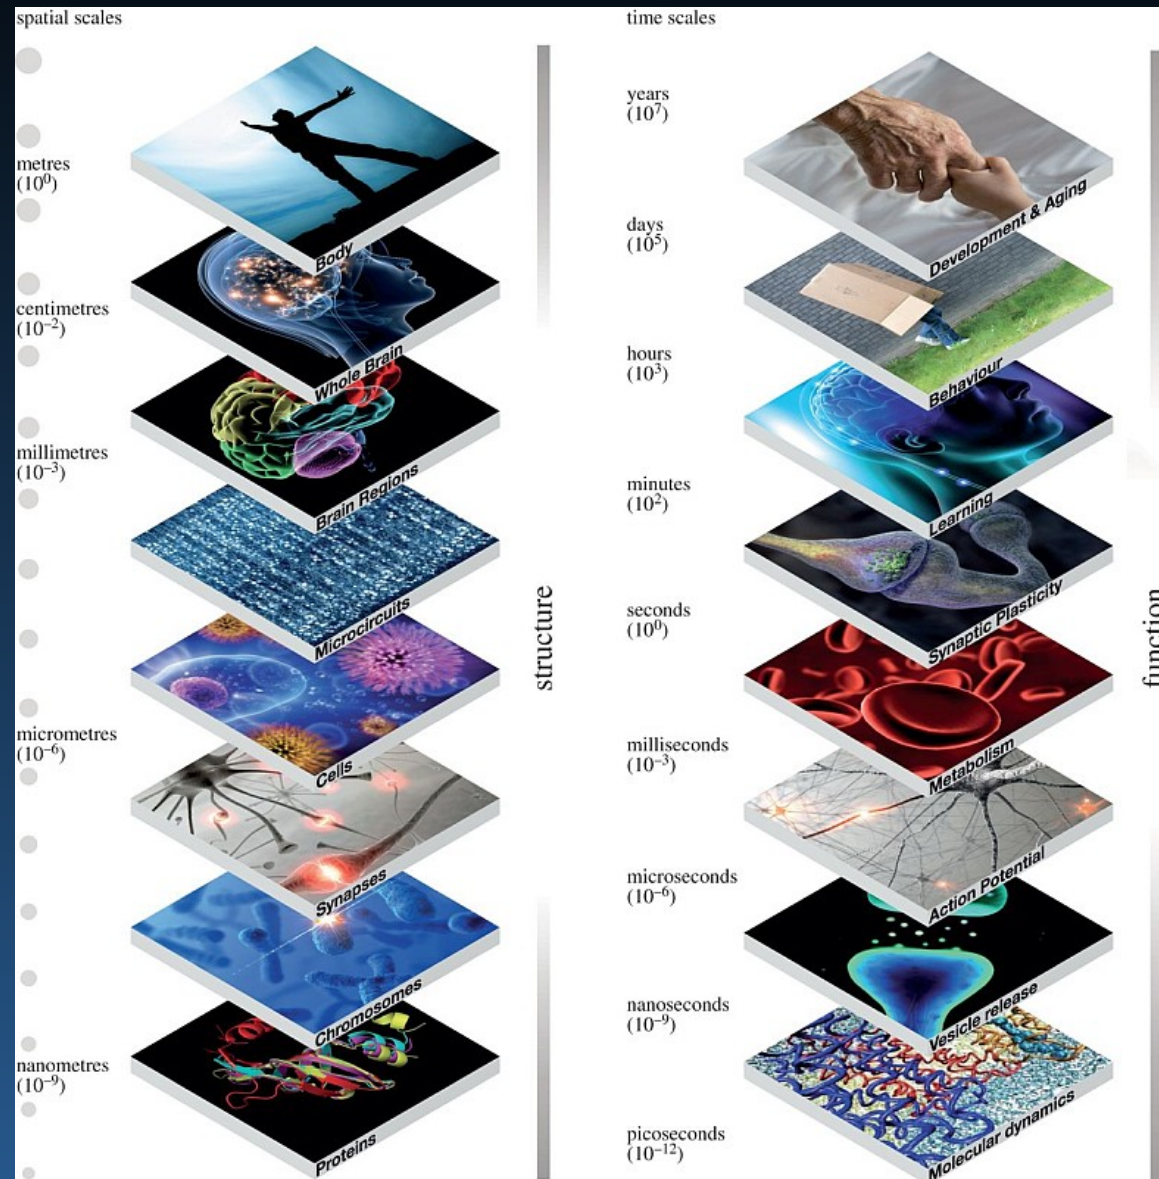 spatial scales
metres
(10⁰)
centimetres
(10⁻²)
millimetres
(10⁻³)
micrometres
(10⁻⁶)
nanometres
(10⁻⁹)
Body
Whole Brain
Brain Regions
Microcircuits
Cells
Synapses
Chromosomes
Proteins
structure
time scales
years
(10⁷)
days
(10⁵)
hours
(10³)
minutes
(10²)
seconds
(10⁰)
milliseconds
(10⁻³)
microseconds
(10⁻⁶)
nanoseconds
(10⁻⁹)
picoseconds
(10⁻¹²)
Development & Aging
Behaviour
Learning
Synaptic Plasticity
Metabolism
Action Potential
Vesicle release
Molecular dynamics
function